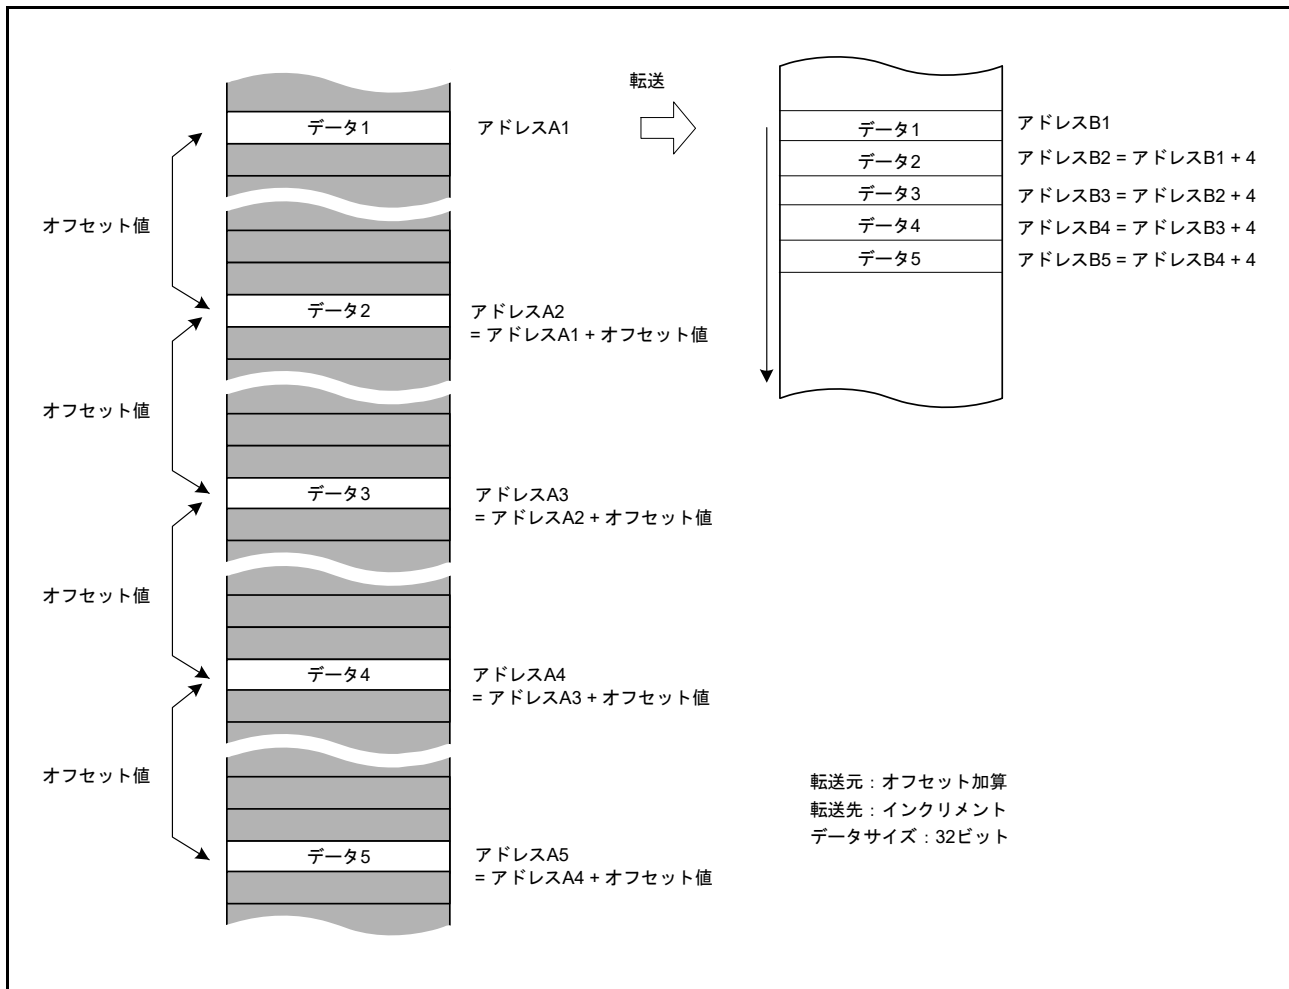 転送
データ1
アドレスA1
オフセット値
データ2
アドレスA2
= アドレスA1 + オフセット値
オフセット値
データ3
アドレスA3
= アドレスA2 + オフセット値
オフセット値
データ4
アドレスA4
= アドレスA3 + オフセット値
オフセット値
データ5
アドレスA5
= アドレスA4 + オフセット値
データ1
アドレスB1
データ2
アドレスB2 = アドレスB1 + 4
データ3
アドレスB3 = アドレスB2 + 4
データ4
アドレスB4 = アドレスB3 + 4
データ5
アドレスB5 = アドレスB4 + 4
転送元：オフセット加算
転送先：インクリメント
データサイズ：32ビット